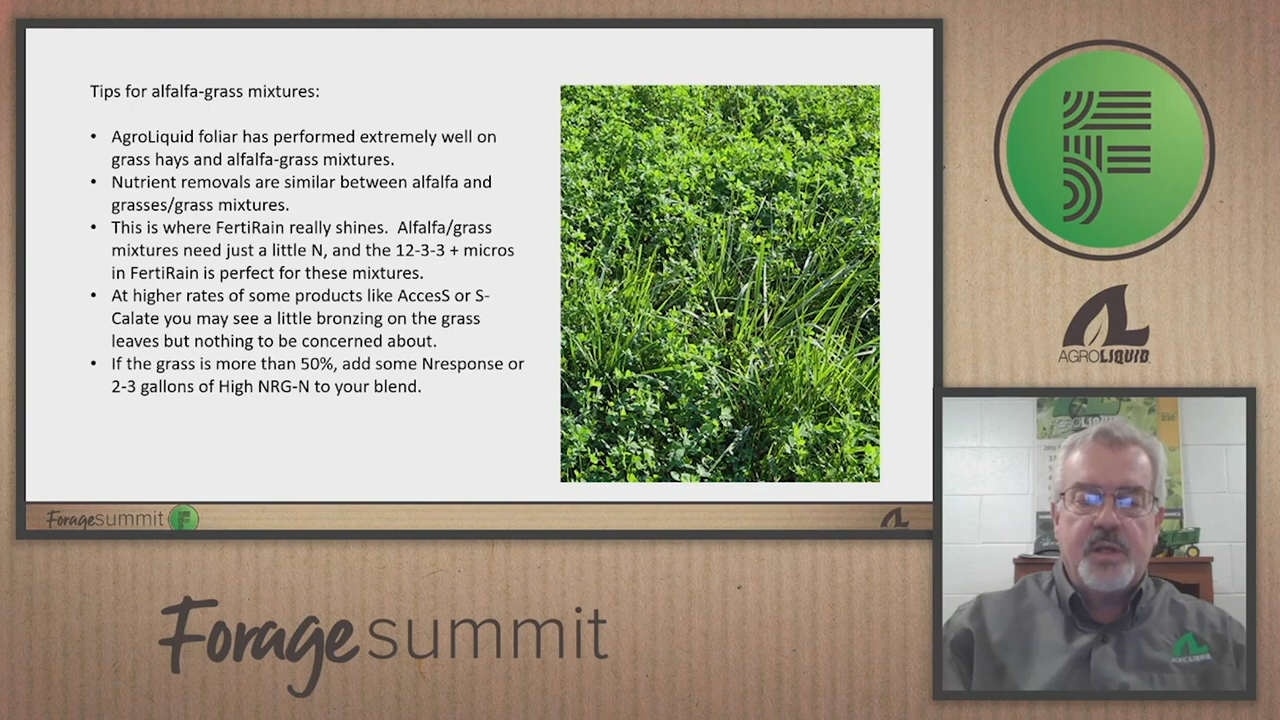 Tips for alfalfa-grass mixtures:
• AgroLiquid foliar has performed extremely well on
grass hays and alfalfa-grass mixtures.
• Nutrient removals are similar between alfalfa and
grasses/grass mixtures.
• This is where FertiRain really shines.  Alfalfa/grass
mixtures need just a little N, and the 12-3-3 + micros
in FertiRain is perfect for these mixtures.
• At higher rates of some products like AccesS or S-
Calate you may see a little bronzing on the grass
leaves but nothing to be concerned about.
• If the grass is more than 50%, add some Nresponse or
2-3 gallons of High NRG-N to your blend.
Foragesummit F
F
AGROLIQUID
AGROLIQUID
AGROLIQUID
Forage summit